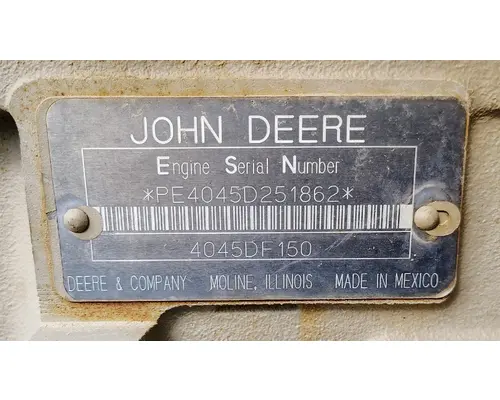 JOHN DEERE
Engine Serial Number
*PE4045D251862*
4045DF150
DEERE & COMPANY MOLINE, ILLINOIS MADE IN MEXICO